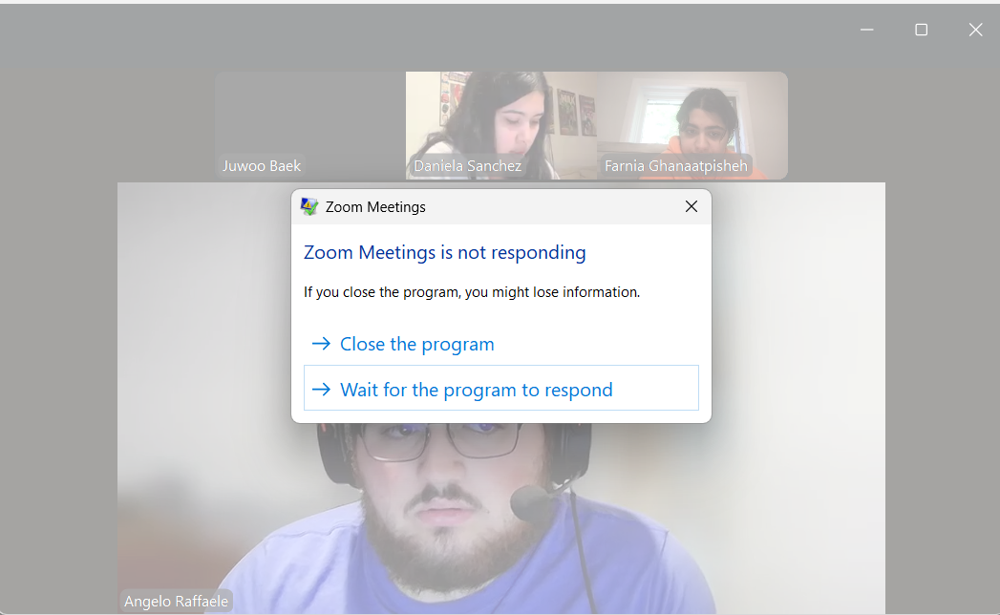 Juwoo Baek
Daniela Sanchez
Farnia Ghanaatpisheh
Zoom Meetings
Zoom Meetings is not responding
If you close the program, you might lose information.
Close the program
Wait for the program to respond
Angelo Raffaele